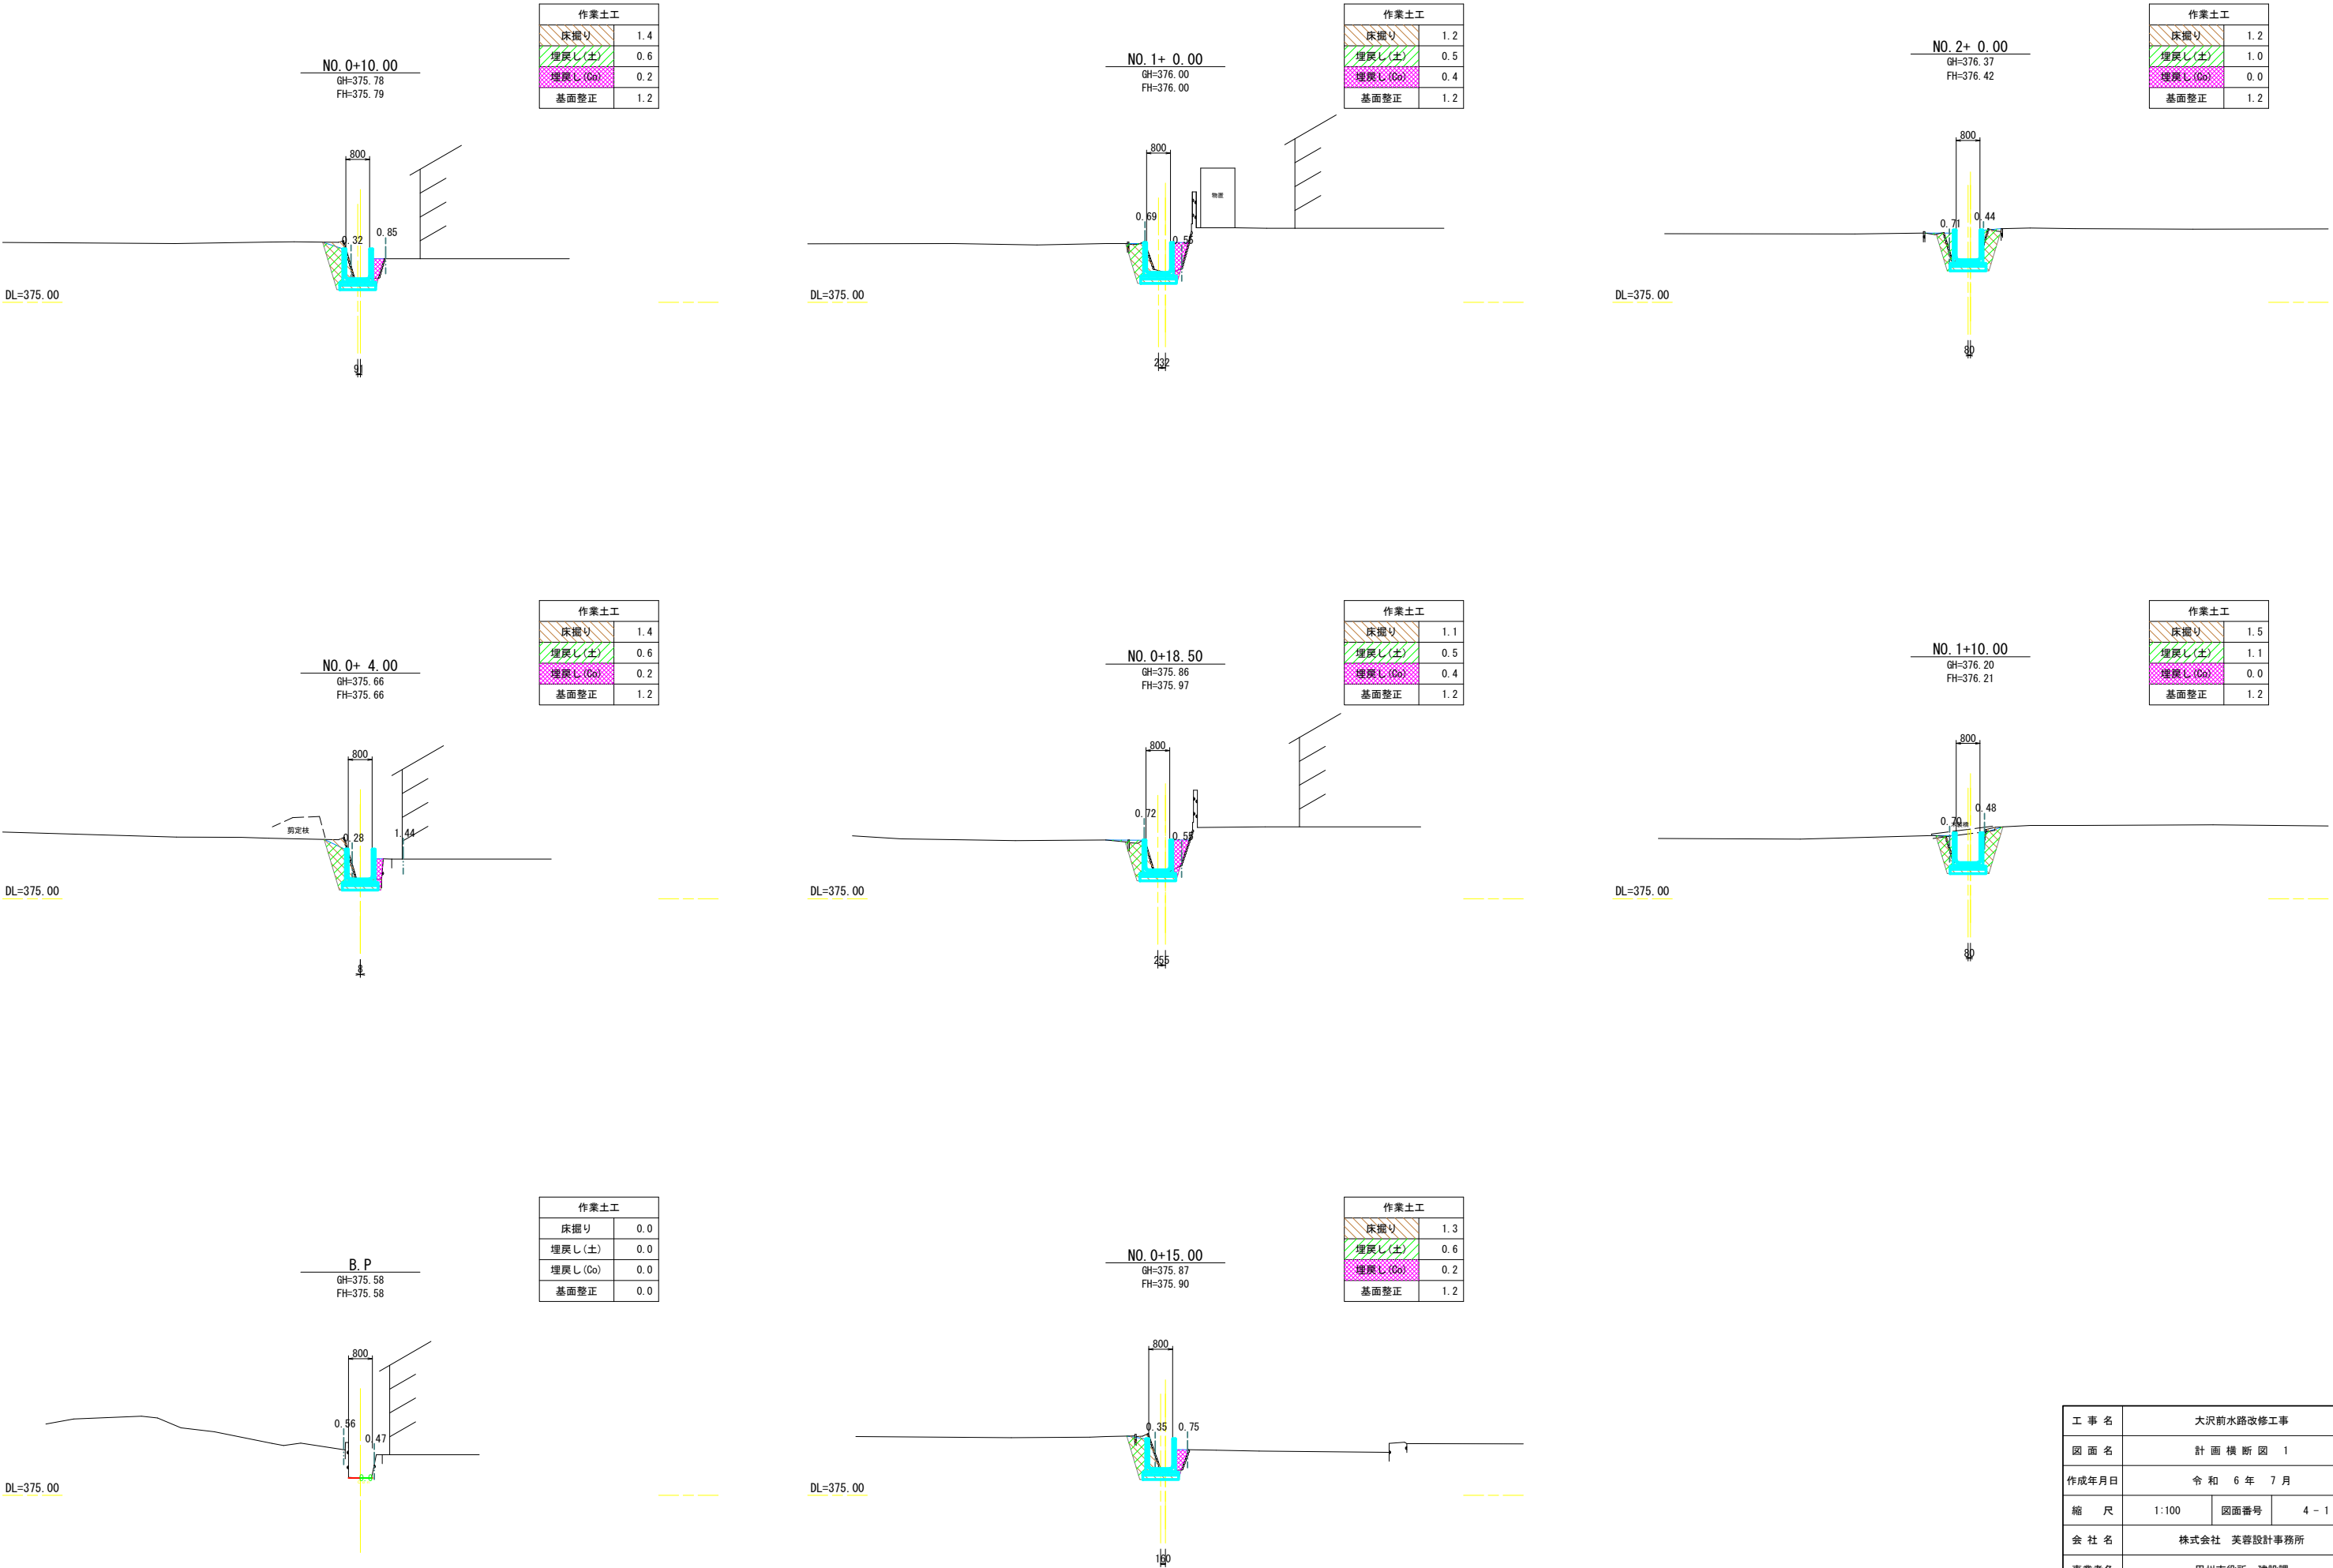 作業土工
床掘り 1.4
埋戻し(土) 0.6
埋戻し(Co) 0.2
基面整正 1.2
NO.0+10.00
GH=375.78
FH=375.79
800
0.32
0.85
DL=375.00
91
作業土工
床掘り 1.2
埋戻し(土) 0.5
埋戻し(Co) 0.4
基面整正 1.2
NO.1+ 0.00
GH=376.00
FH=376.00
800
物置
0.69
0.56
DL=375.00
232
作業土工
床掘り 1.2
埋戻し(土) 1.0
埋戻し(Co) 0.0
基面整正 1.2
NO.2+ 0.00
GH=376.37
FH=376.42
800
0.71
0.44
DL=375.00
80
作業土工
床掘り 1.4
埋戻し(土) 0.6
埋戻し(Co) 0.2
基面整正 1.2
NO.0+ 4.00
GH=375.66
FH=375.66
800
剪定枝
0.28
1.44
DL=375.00
8
作業土工
床掘り 1.1
埋戻し(土) 0.5
埋戻し(Co) 0.4
基面整正 1.2
NO.0+18.50
GH=375.86
FH=375.97
800
0.72
0.55
DL=375.00
255
作業土工
床掘り 1.5
埋戻し(土) 1.1
埋戻し(Co) 0.0
基面整正 1.2
NO.1+10.00
GH=376.20
FH=376.21
800
0.70
0.48
DL=375.00
80
作業土工
床掘り 0.0
埋戻し(土) 0.0
埋戻し(Co) 0.0
基面整正 0.0
B.P
GH=375.58
FH=375.58
800
0.56
0.47
DL=375.00
作業土工
床掘り 1.3
埋戻し(土) 0.6
埋戻し(Co) 0.2
基面整正 1.2
NO.0+15.00
GH=375.87
FH=375.90
800
0.35
0.75
DL=375.00
160
工事名 大沢前水路改修工事
図面名 計画横断図 1
作成年月日 令和 6年 7月
縮尺 1:100 図面番号 4-1
会社名 株式会社 芙蓉設計事務所